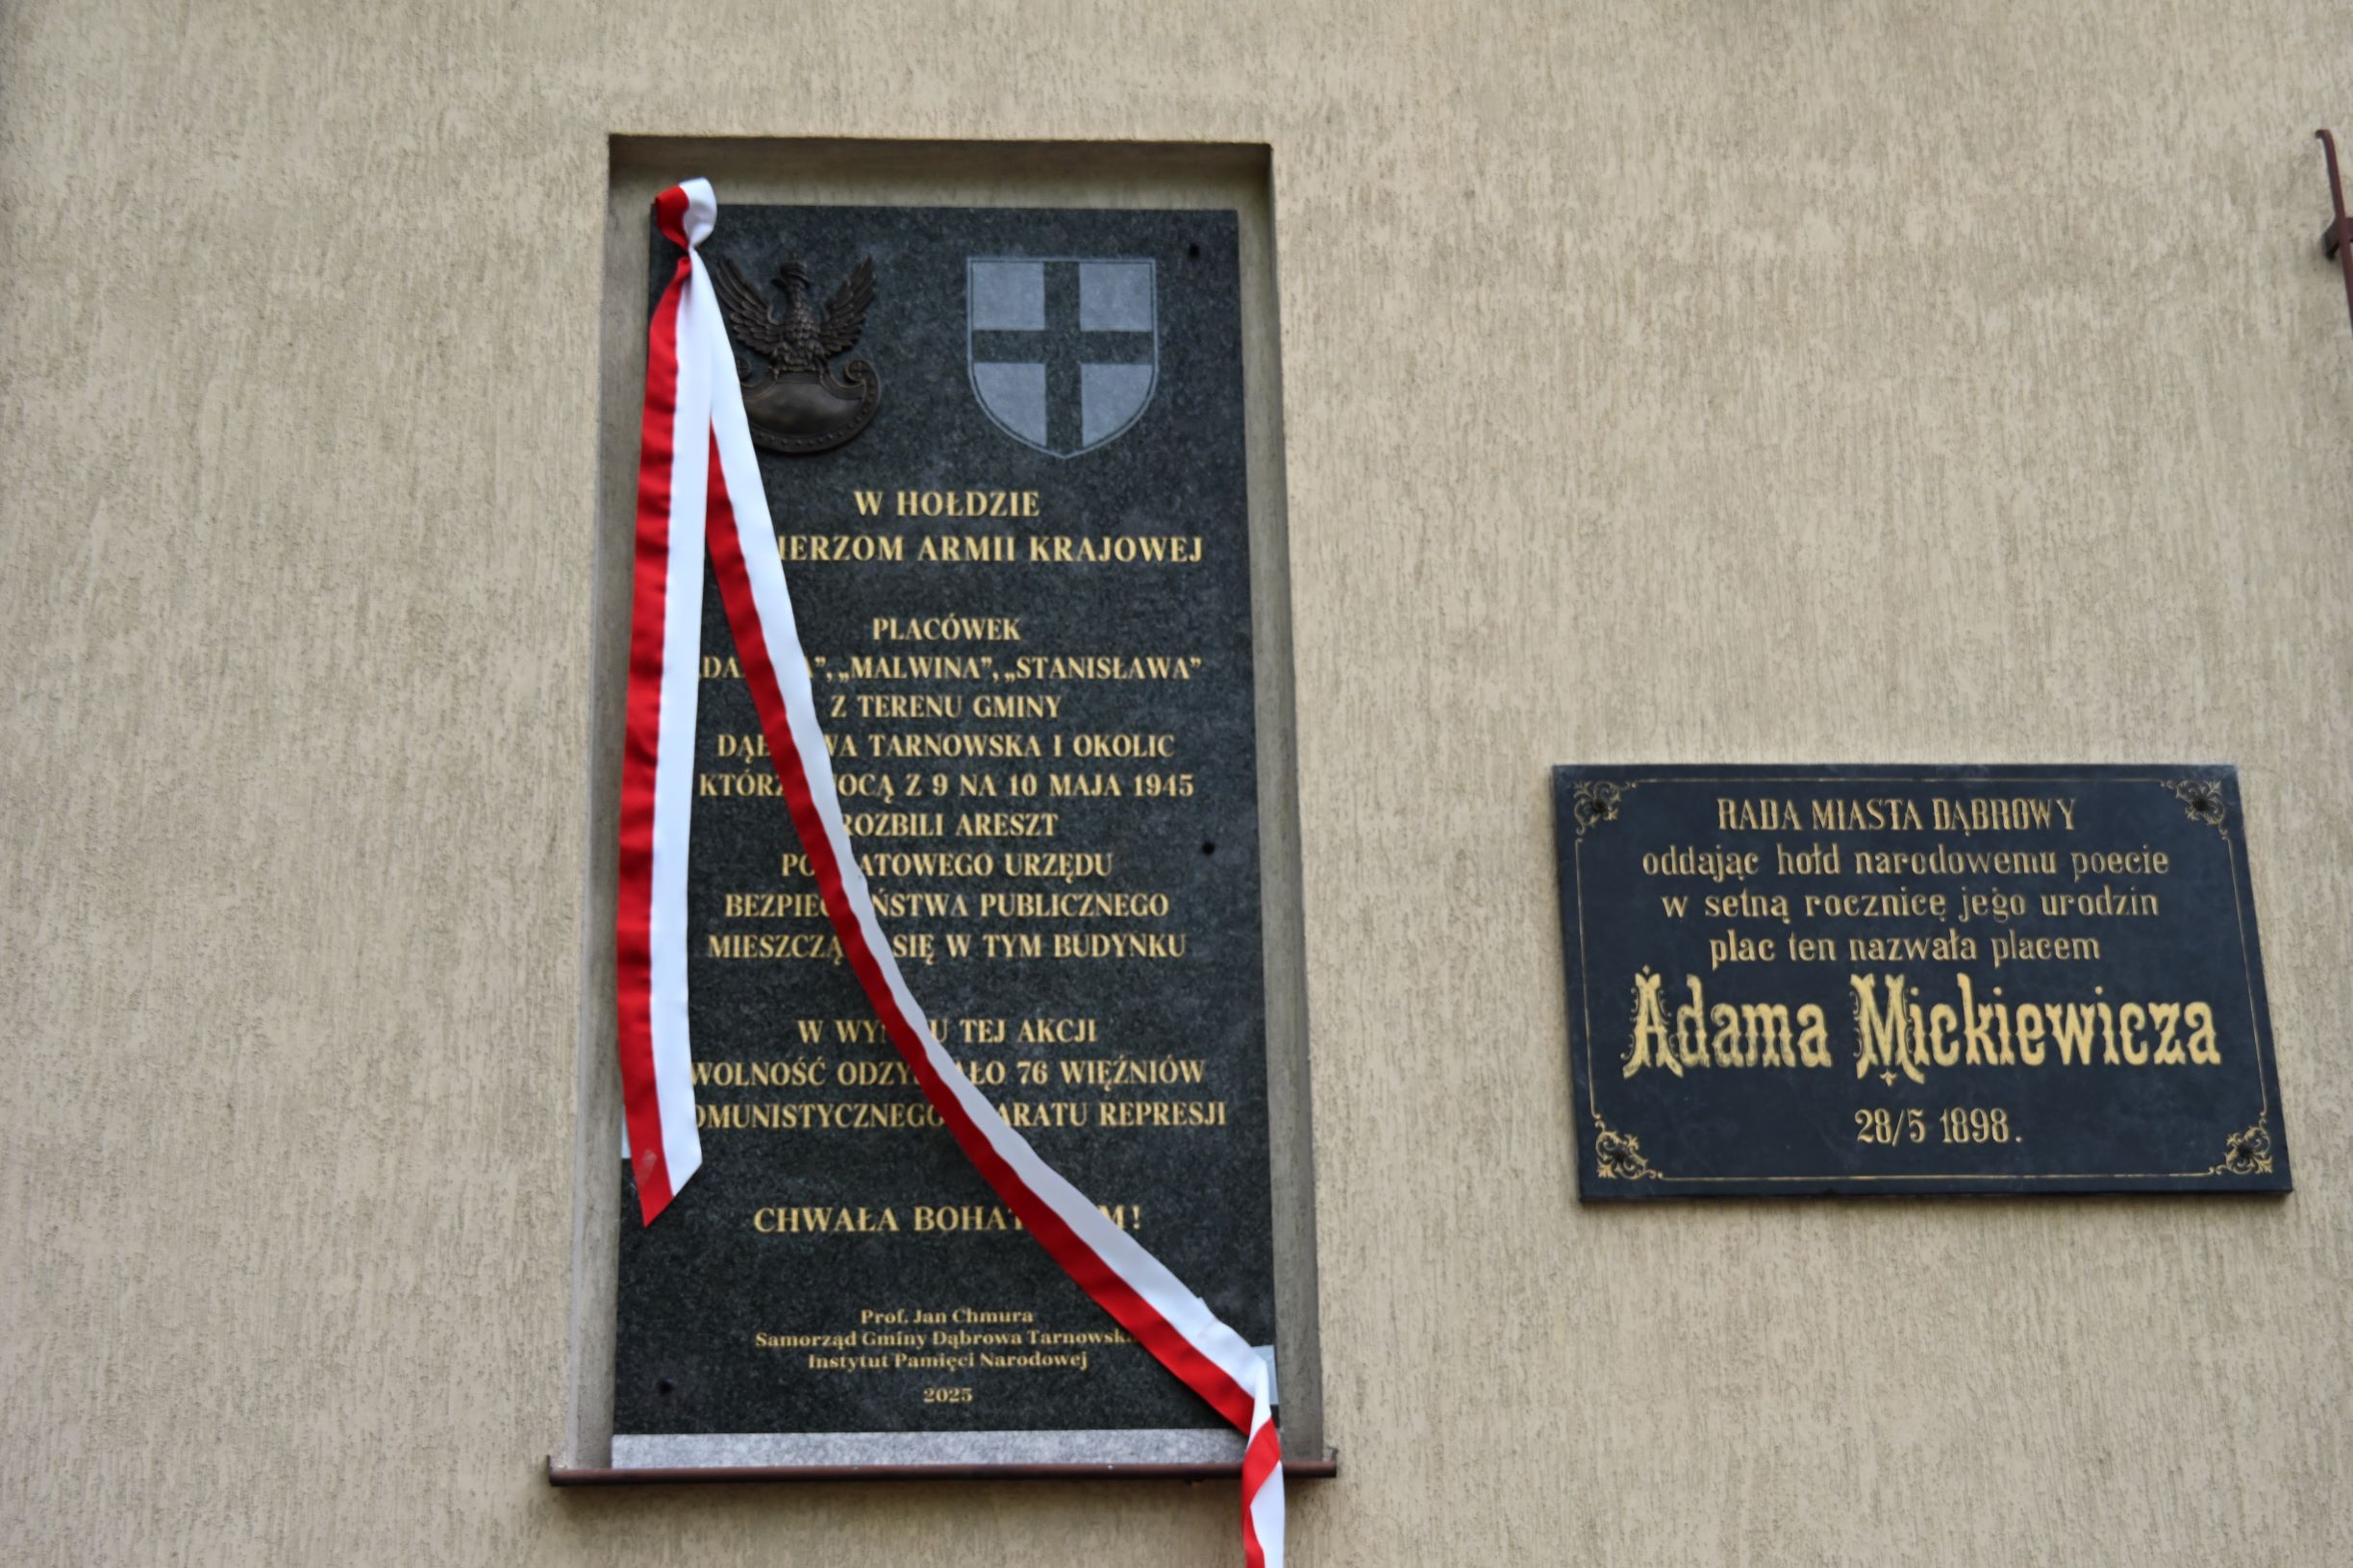 W HOŁDZIE
ARMII KRAJOWEJ
PLACÓWEK
„MALWINA”, „STANISŁAWA”
Z TERENU GMINY
TARNOWSKA I OKOLIC
Z 9 NA 10 MAJA 1945
ROZBILI ARESZT
URZĘDU
PUBLICZNEGO
SIĘ W TYM BUDYNKU
W TEJ AKCJI
WOLNOŚĆ 76 WIĘŹNIÓW
REPRESJI
CHWAŁA
Prof. Jan Chmura
Samorząd Gminy Dąbrowa Tarnowska
Instytut Pamięci Narodowej
2025
RADA MIASTA DĄBROWY
oddając hołd narodowemu poecie
w setną rocznicę jego urodzin
plac ten nazwała placem
Adama Mickiewicza
28/5 1898.